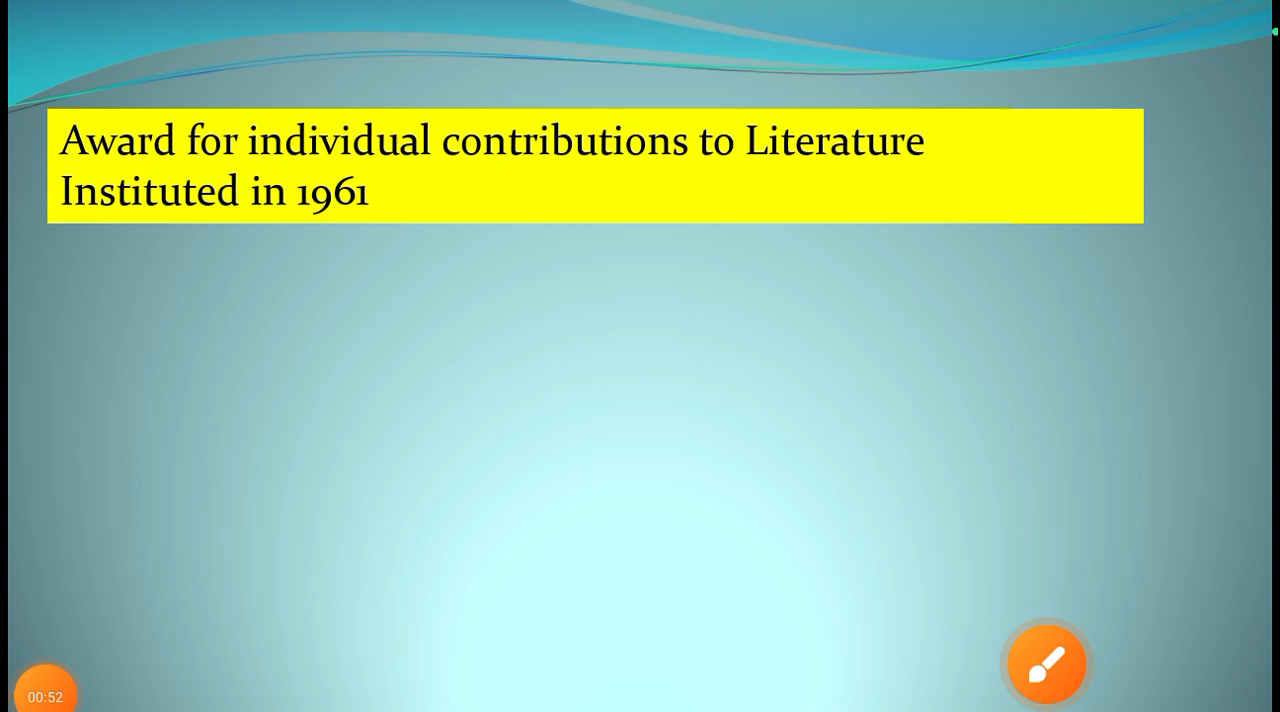 Award for individual contributions to Literature
Instituted in 1961
00:52